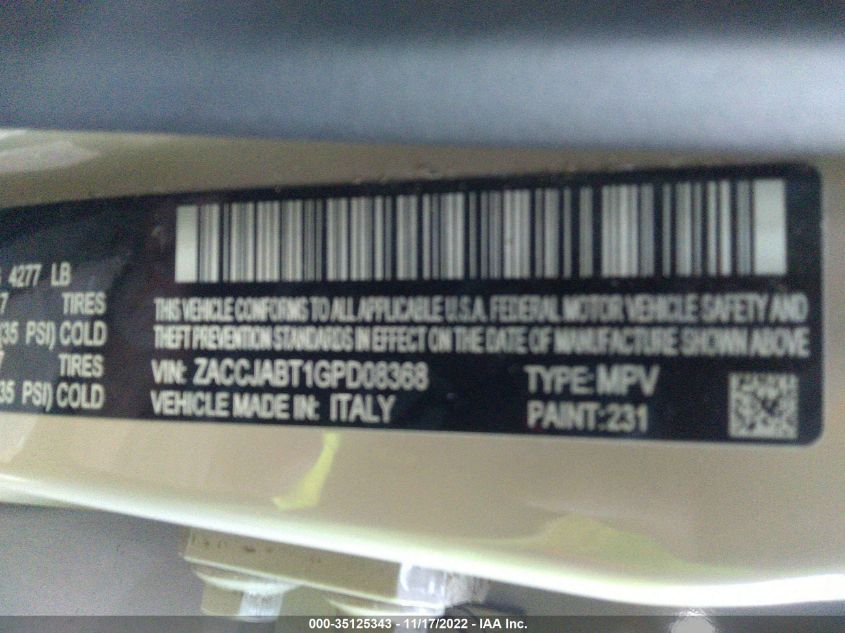 4277 LB
TIRES
(35 PSI) COLD
TIRES
35 PSI) COLD
THIS VEHICLE CONFORMS TO ALL APPLICABLE U.S.A. FEDERAL MOTOR VEHICLE SAFETY AND
THEFT PREVENTION STANDARDS IN EFFECT ON THE DATE OF MANUFACTURE SHOWN ABOVE
VIN: ZACCJABT1GPD08368
TYPE: MPV
VEHICLE MADE IN: ITALY
PAINT:231
000-35125343 - 11/17/2022 - IAA Inc.